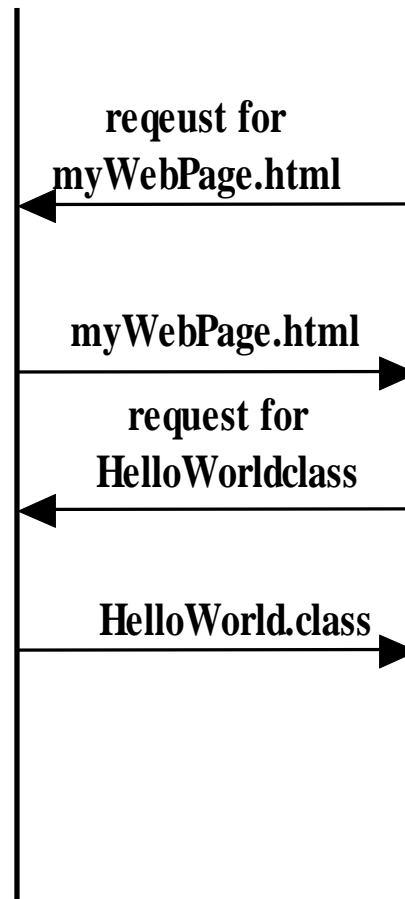 reqeust for
myWebPage.html
myWebPage.html
request for
HelloWorldclass
HelloWorld.class